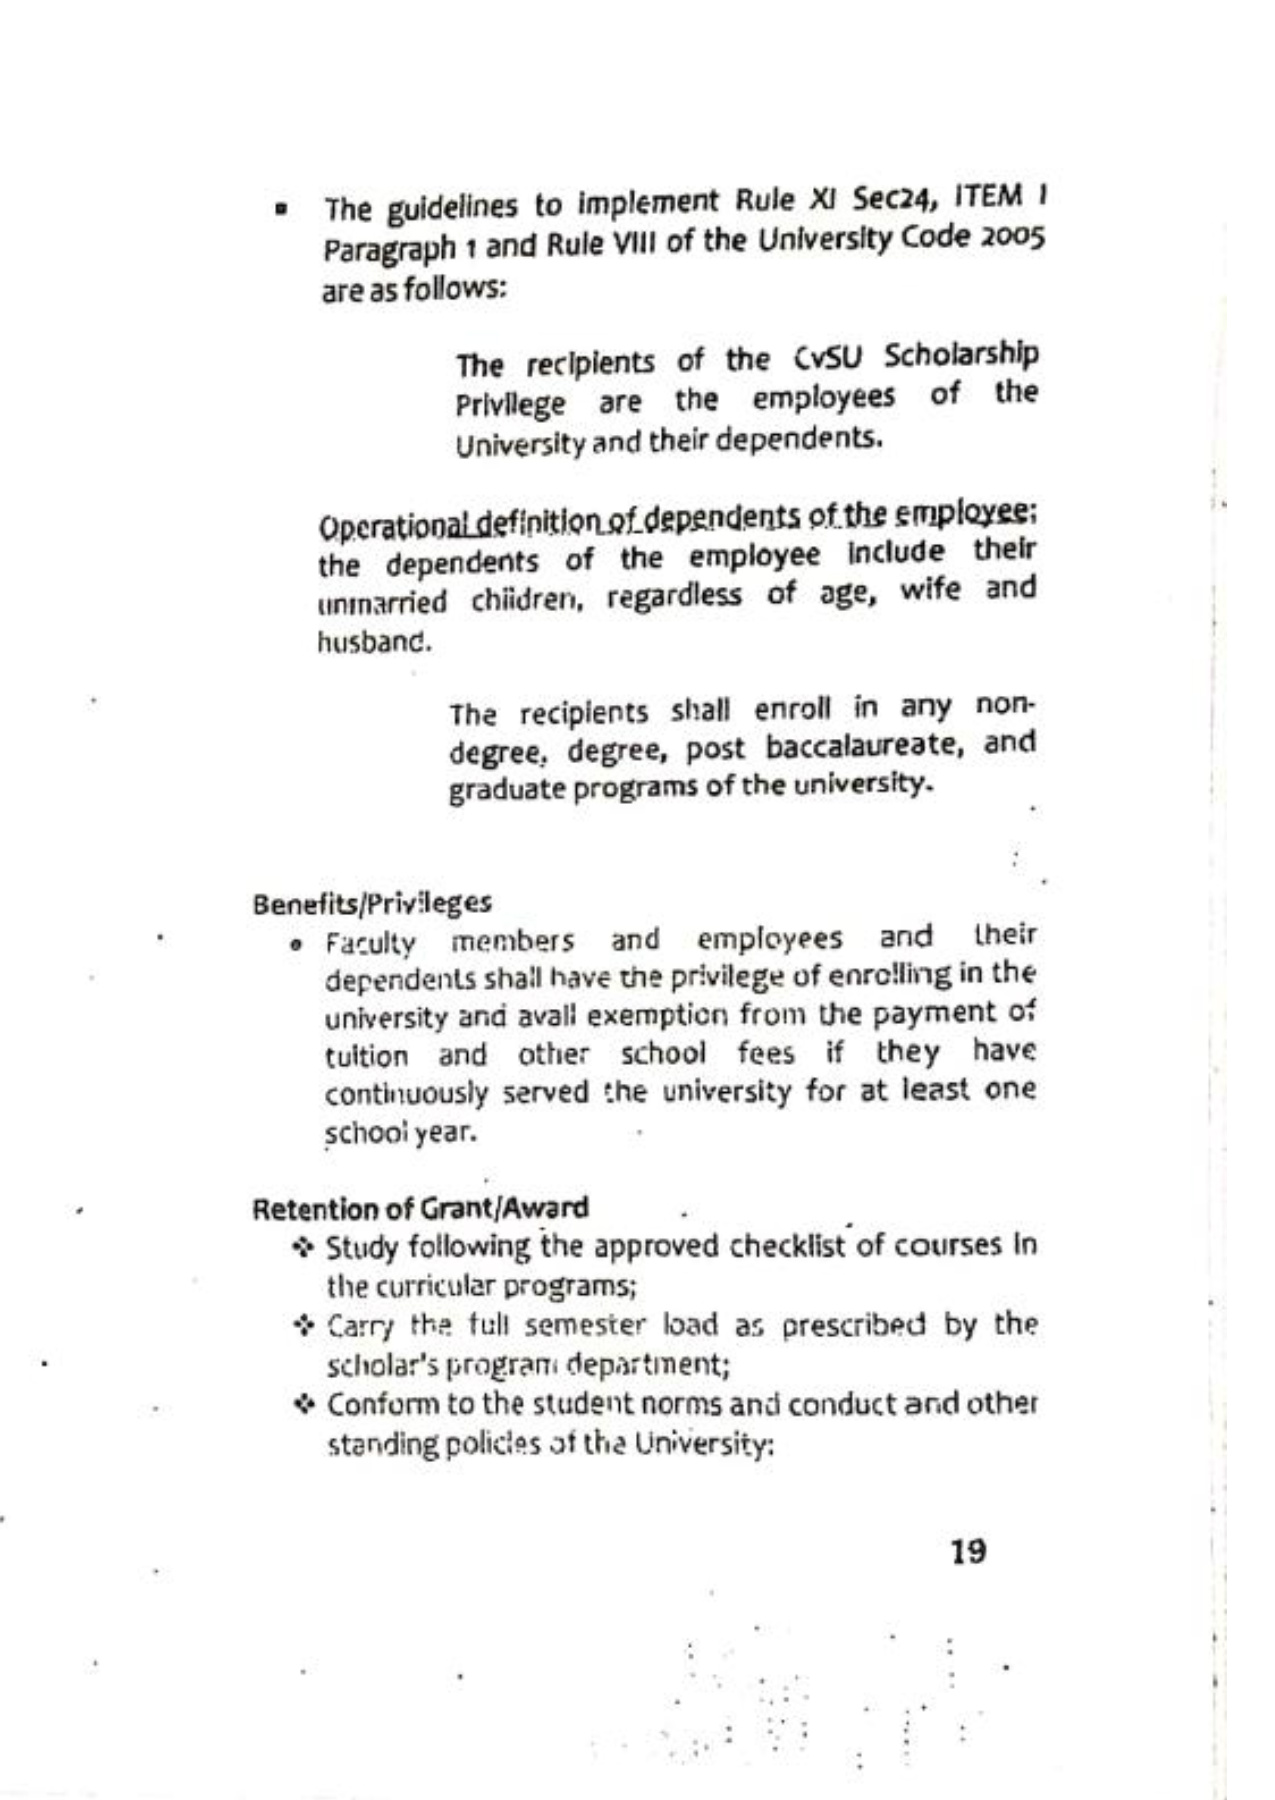 ▪ The guidelines to implement Rule XI Sec24, ITEM I
Paragraph 1 and Rule VIII of the University Code 2005
are as follows:
The recipients of the CvSU Scholarship
Privilege are the employees of the
University and their dependents.
Operational definition of dependents of the employee:
the dependents of the employee include their
unmarried children, regardless of age, wife and
husband.
The recipients shall enroll in any non-
degree, degree, post baccalaureate, and
graduate programs of the university.
Benefits/Privileges
• Faculty members and employees and their
dependents shall have the privilege of enrolling in the
university and avail exemption from the payment of
tuition and other school fees if they have
continuously served the university for at least one
school year.
Retention of Grant/Award
❖ Study following the approved checklist of courses in
the curricular programs;
❖ Carry the full semester load as prescribed by the
scholar's program department;
❖ Conform to the student norms and conduct and other
standing policies of the University;
19